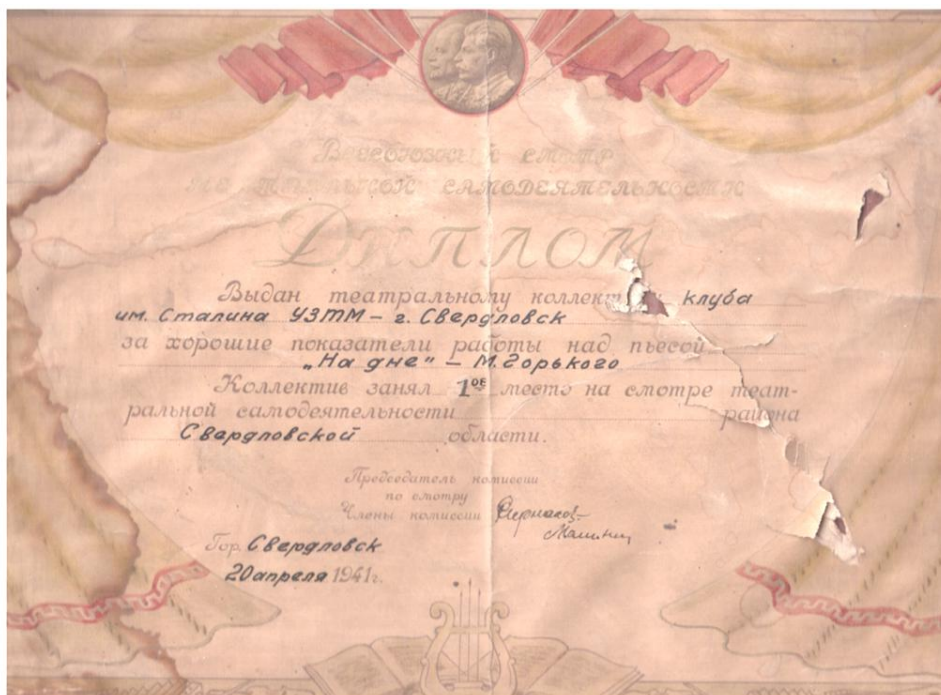 Всесоюзный смотр
театральной самодеятельности
Диплом
Выдан театральному коллект клуба
им. Сталина УЗТМ – г. Свердловск
за хорошие показатели работы над пьесой
„На дне" – М. Горького
Коллектив занял 1ое место на смотре теат-
ральной самодеятельности района
Свердловской области.
Председатель комиссии
по смотру
Члены комиссии
Гор. Свердловск
20 апреля 1941г.